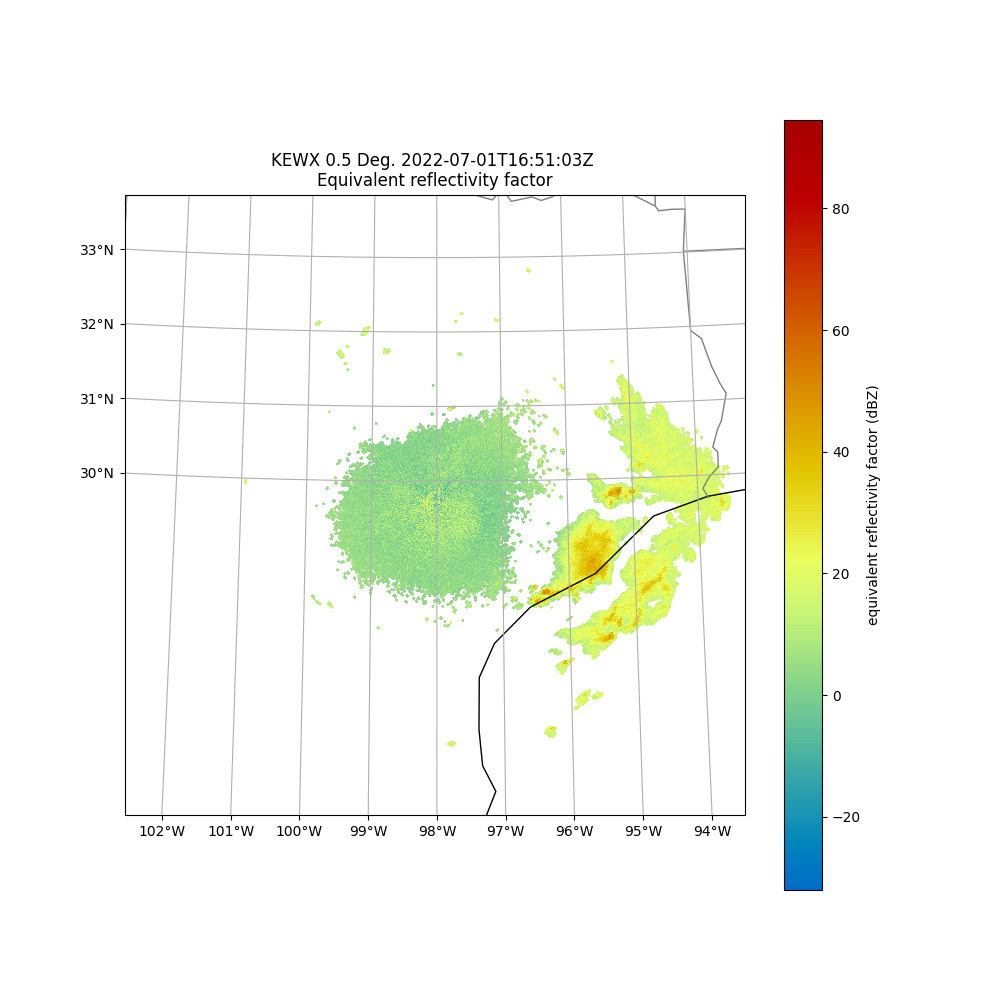 KEWX 0.5 Deg. 2022-07-01T16:51:03Z
Equivalent reflectivity factor
33°N
32°N
31°N
30°N
102°W 101°W 100°W 99°W 98°W 97°W 96°W 95°W 94°W
80
60
40
20
0
−20
equivalent reflectivity factor (dBZ)